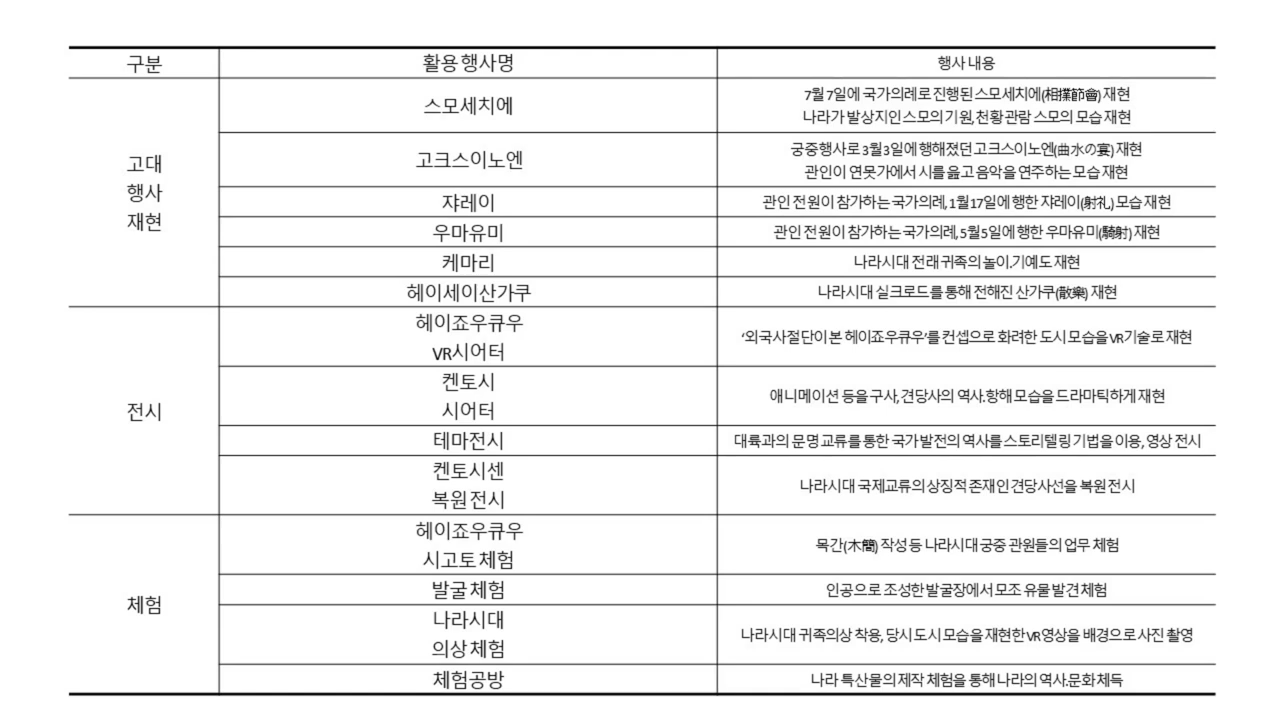 구분 활용행사명 행사 내용
고대
행사
재현
스모세치에
7월 7일에 국가의례로 진행된 스모세치에(相撲節會) 재현
나라가 발상지인 스모의 기원, 천황 관람 스모의 모습 재현
고크스이노엔
궁중행사로 3월 3일에 행해졌던 고크스이노엔(曲水の宴) 재현
관인이 연못가에서 시를 읊고 음악을 연주하는 모습 재현
쟈레이 관인 전원이 참가하는 국가의례, 1월 17일에 행한 쟈레이(射礼) 모습 재현
우마유미 관인 전원이 참가하는 국가의례, 5월 5일에 행한 우마유미(騎射) 재현
케마리 나라시대 전래 귀족의 놀이.기예도 재현
헤이세이산가쿠 나라시대 실크로드를 통해 전해진 산가쿠(散樂) 재현
전시
헤이죠우큐우
VR시어터
‘외국사절단이 본 헤이죠우큐우’를 컨셉으로 화려한 도시 모습을 VR기술로 재현
켄토시
시어터
애니메이션 등을 구사, 견당사의 역사.항해 모습을 드라마틱하게 재현
테마전시 대륙과의 문명 교류를 통한 국가 발전의 역사를 스토리텔링 기법을 이용, 영상 전시
켄토시센
복원 전시
나라시대 국제교류의 상징적 존재인 견당사선을 복원 전시
체험
헤이죠우큐우
시고토 체험
목간(木簡) 작성 등 나라시대 궁중 관원들의 업무 체험
발굴 체험 인공으로 조성한 발굴장에서 모조 유물 발견 체험
나라시대
의상 체험
나라시대 귀족의상 착용, 당시 도시 모습을 재현한 VR영상을 배경으로 사진 촬영
체험공방 나라 특산물의 제작 체험을 통해 나라의 역사.문화 체득